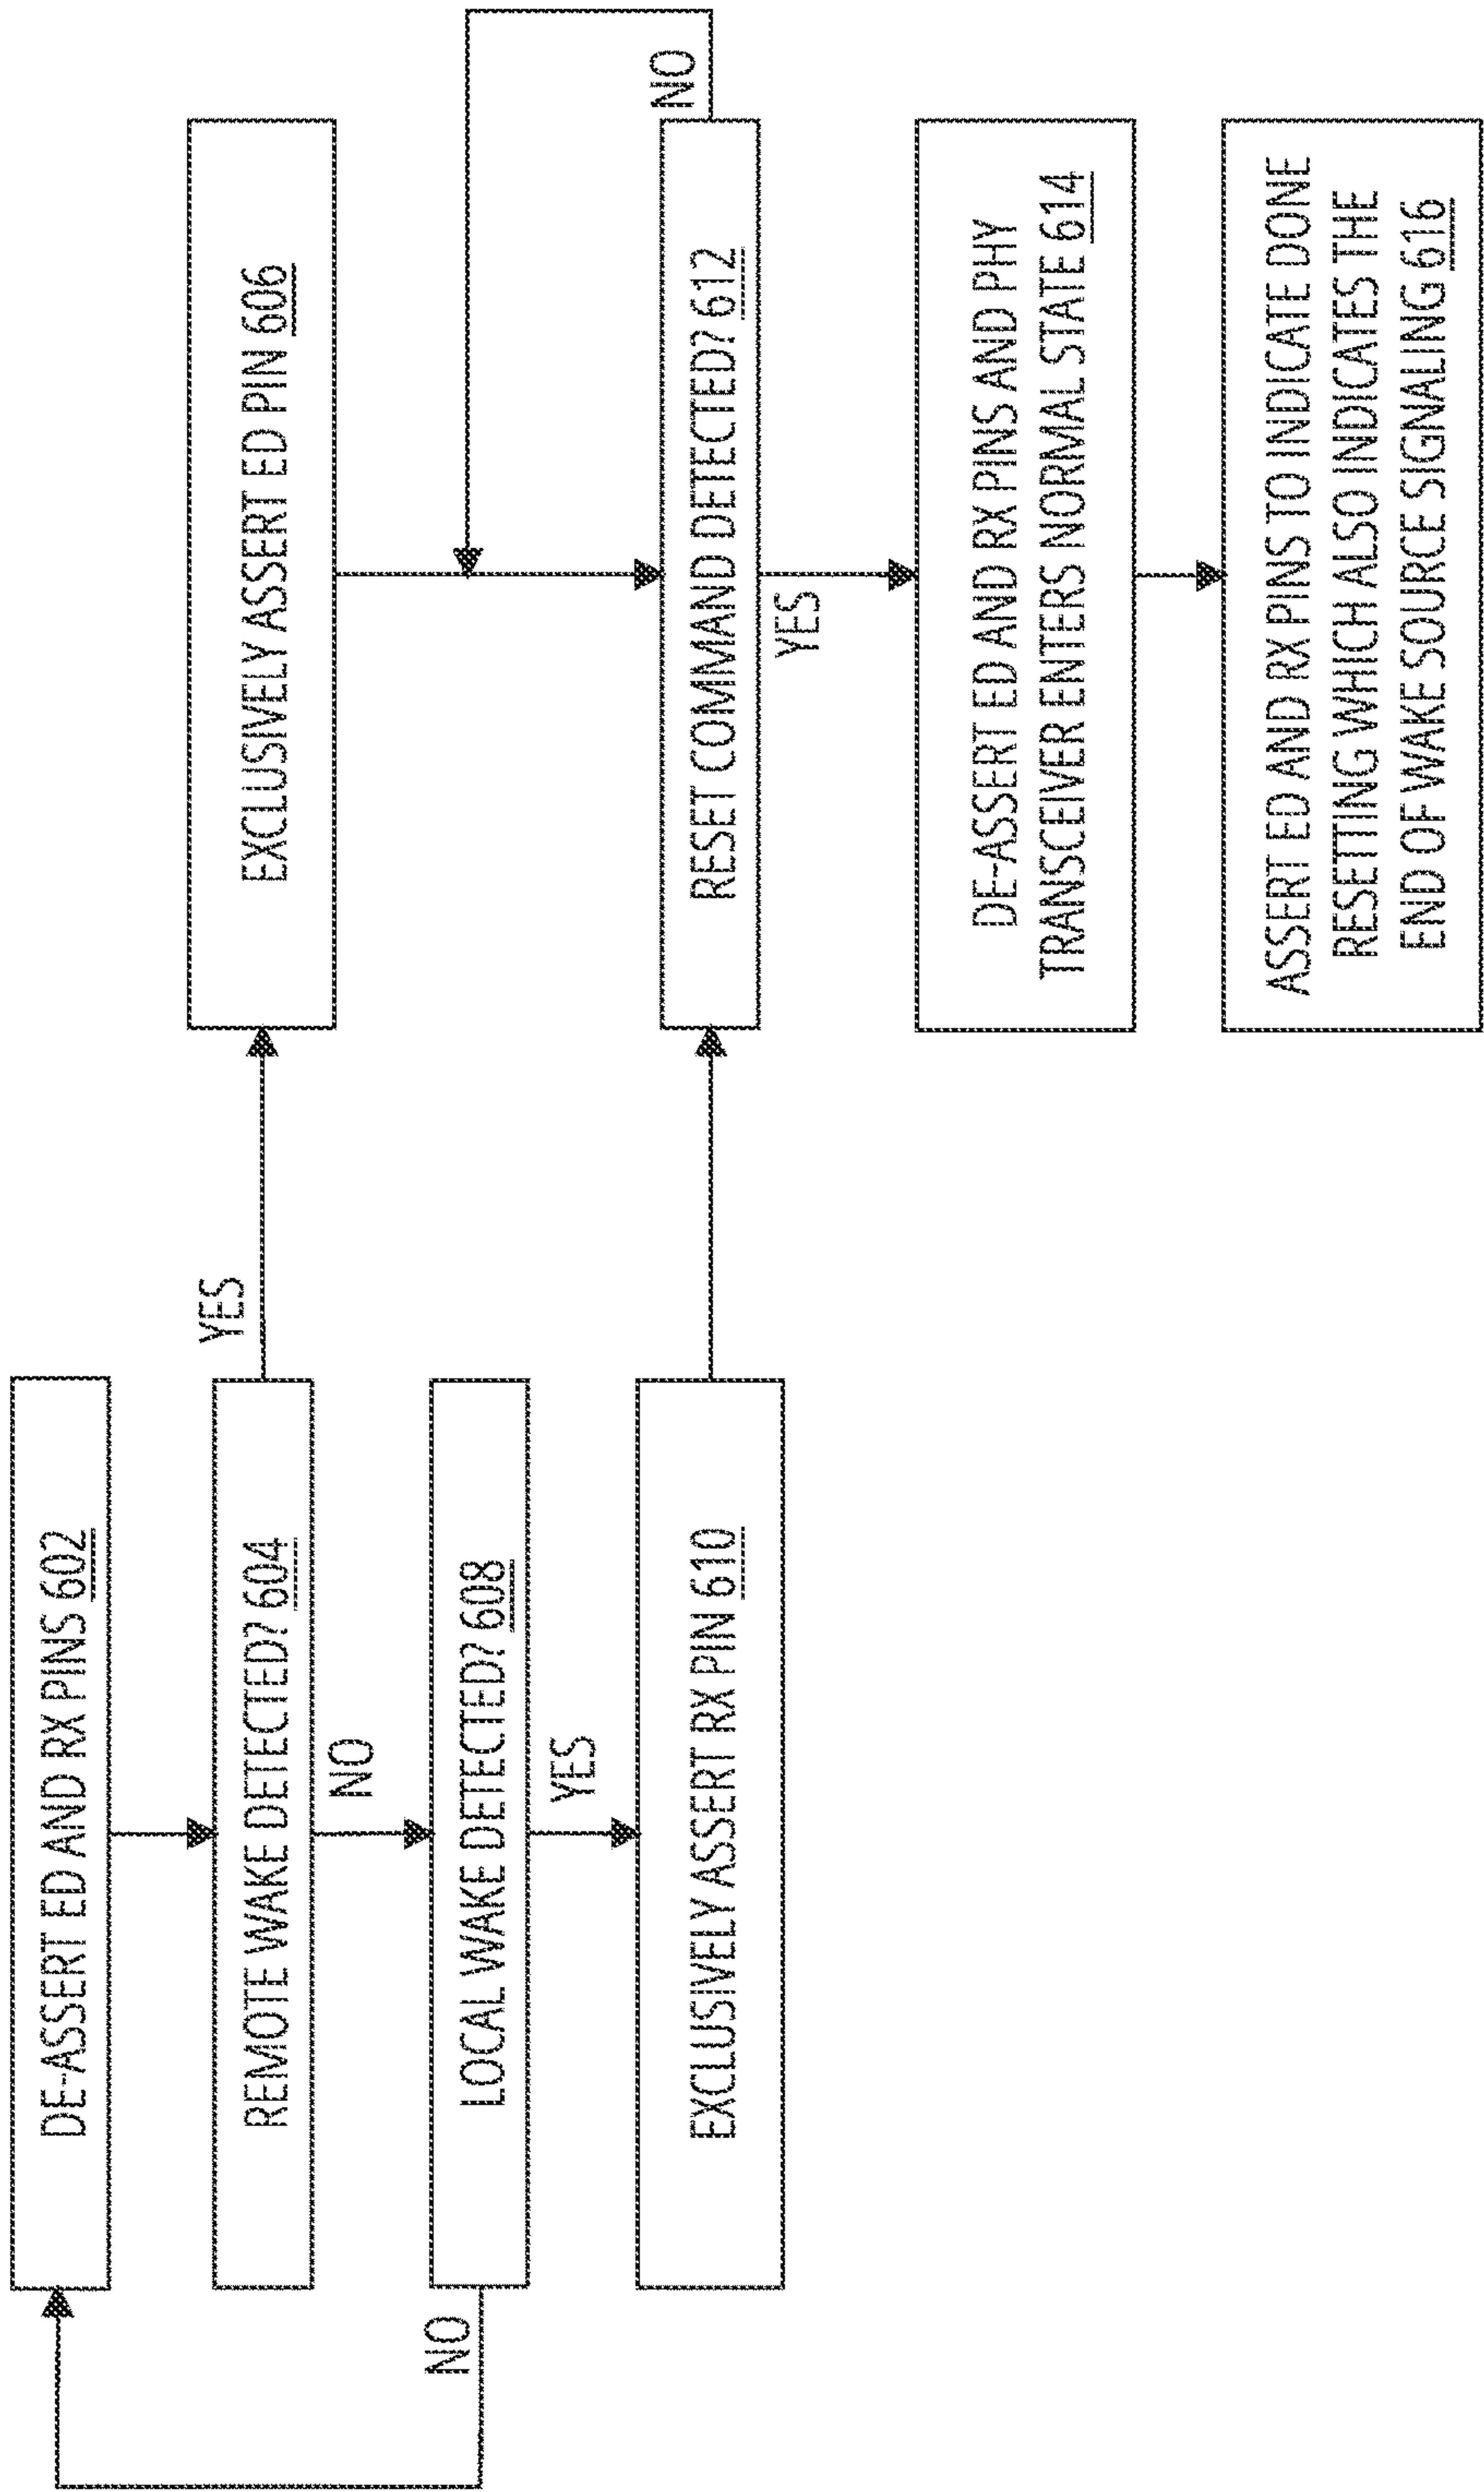 DE-ASSERT ED AND RX PINS 602
REMOTE WAKE DETECTED? 604
YES
NO
LOCAL WAKE DETECTED? 608
NO
YES
EXCLUSIVELY ASSERT RX PIN 610
EXCLUSIVELY ASSERT ED PIN 606
RESET COMMAND DETECTED? 612
NO
YES
DE-ASSERT ED AND RX PINS AND PHY
TRANSCEIVER ENTERS NORMAL STATE 614
ASSERT ED AND RX PINS TO INDICATE DONE
RESETTING WHICH ALSO INDICATES THE
END OF WAKE SOURCE SIGNALING 616